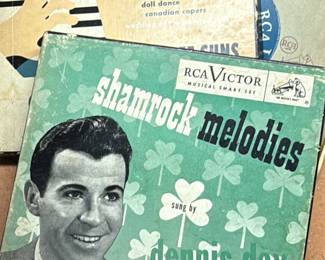 doll dance
canadian capers
RCA VICTOR
MUSICAL SMART SET
shamrock melodies
sung by
dennis day